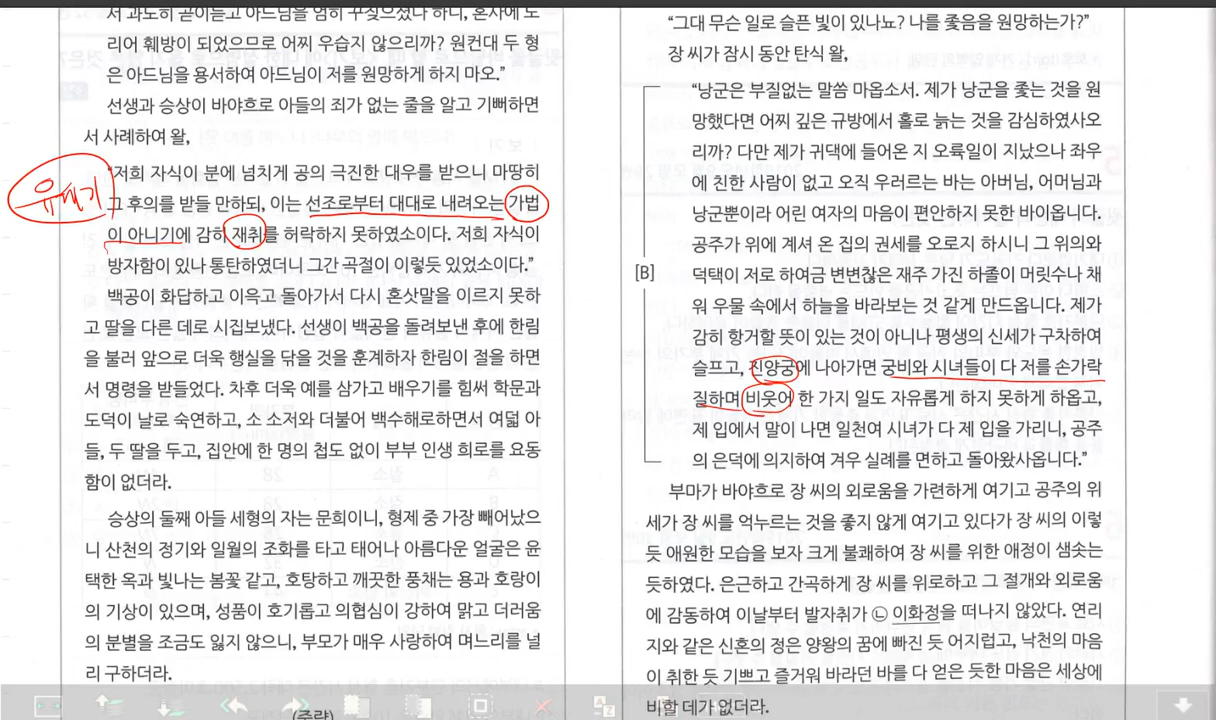 서 과도히 곧이듣고 아드님을 엄히 꾸짖으셨다 하니, 혼사에 도
리어 훼방이 되었으므로 어찌 우습지 않으리까? 원컨대 두 형
은 아드님을 용서하여 아드님이 저를 원망하게 하지 마오.”
선생과 승상이 바야흐로 아들의 죄가 없는 줄을 알고 기뻐하면
서 사례하여 왈,
“저희 자식이 분에 넘치게 공의 극진한 대우를 받으니 마땅히
그 후의를 받들 만하되, 이는 선조로부터 대대로 내려오는 가법
이 아니기에 감히 재취를 허락하지 못하였소이다. 저희 자식이
방자함이 있나 통탄하였더니 그간 곡절이 이렇듯 있었소이다.”
백공이 화답하고 이윽고 돌아가서 다시 혼삿말을 이르지 못하
고 딸을 다른 데로 시집보냈다. 선생이 백공을 돌려보낸 후에 한림
을 불러 앞으로 더욱 행실을 닦을 것을 훈계하자 한림이 절을 하면
서 명령을 받들었다. 차후 더욱 예를 삼가고 배우기를 힘써 학문과
도덕이 날로 숙연하고, 소 소저와 더불어 백수해로하면서 여덟 아
들, 두 딸을 두고, 집안에 한 명의 첩도 없이 부부 인생 희로를 요동
함이 없더라.
승상의 둘째 아들 세형의 자는 문희이니, 형제 중 가장 빼어났으
니 산천의 정기와 일월의 조화를 타고 태어나 아름다운 얼굴은 윤
택한 옥과 빛나는 봄꽃 같고, 호탕하고 깨끗한 풍채는 용과 호랑이
의 기상이 있으며, 성품이 호기롭고 의협심이 강하여 맑고 더러움
의 분별을 조금도 잃지 않으니, 부모가 매우 사랑하여 며느리를 널
리 구하더라.
(중략)
“그대 무슨 일로 슬픈 빛이 있나뇨? 나를 좇음을 원망하는가?”
장 씨가 잠시 동안 탄식 왈,
“낭군은 부질없는 말씀 마옵소서. 제가 낭군을 좇는 것을 원
망했다면 어찌 깊은 규방에서 홀로 늙는 것을 감심하였사오
리까? 다만 제가 귀댁에 들어온 지 오륙일이 지났으나 좌우
에 친한 사람이 없고 오직 우러르는 바는 아버님, 어머님과
낭군뿐이라 어린 여자의 마음이 편안하지 못한 바이옵니다.
공주가 위에 계셔 온 집의 권세를 오로지 하시니 그 위의와
[B]
덕택이 저로 하여금 변변찮은 재주 가진 하졸이 머릿수나 채
워 우물 속에서 하늘을 바라보는 것 같게 만드옵니다. 제가
감히 항거할 뜻이 있는 것이 아니나 평생의 신세가 구차하여
슬프고, 진양궁에 나아가면 궁비와 시녀들이 다 저를 손가락
질하며 비웃어 한 가지 일도 자유롭게 하지 못하게 하옵고,
제 입에서 말이 나면 일천여 시녀가 다 제 입을 가리니, 공주
의 은덕에 의지하여 겨우 실례를 면하고 돌아왔사옵니다.”
부마가 바야흐로 장 씨의 외로움을 가련하게 여기고 공주의 위
세가 장 씨를 억누르는 것을 좋지 않게 여기고 있다가 장 씨의 이렇
듯 애원한 모습을 보자 크게 불쾌하여 장 씨를 위한 애정이 샘솟는
듯하였다. 은근하고 간곡하게 장 씨를 위로하고 그 절개와 외로움
에 감동하여 이날부터 발자취가 ㉡ 이화정을 떠나지 않았다. 연리
지와 같은 신혼의 정은 양왕의 꿈에 빠진 듯 어지럽고, 낙천의 마음
이 취한 듯 기쁘고 즐거워 바라던 바를 다 얻은 듯한 마음은 세상에
비할 데가 없더라.